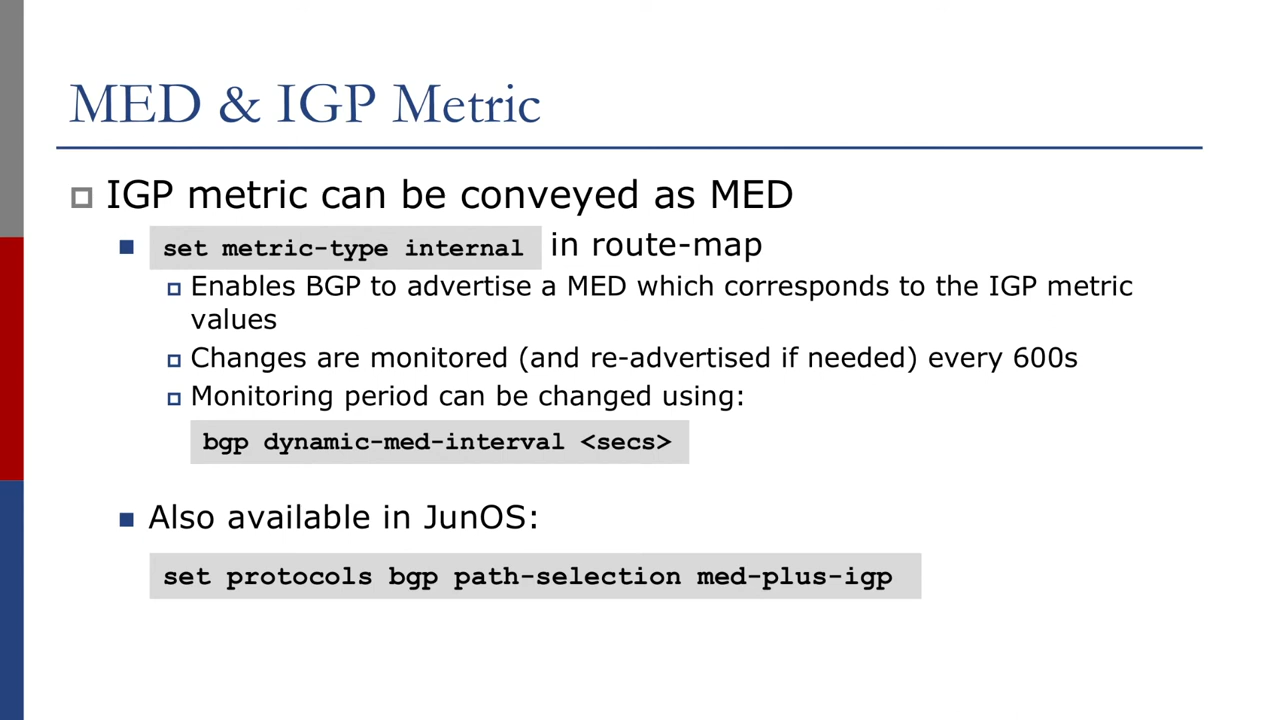 MED & IGP Metric
IGP metric can be conveyed as MED
set metric-type internal in route-map
Enables BGP to advertise a MED which corresponds to the IGP metric
values
Changes are monitored (and re-advertised if needed) every 600s
Monitoring period can be changed using:
bgp dynamic-med-interval <secs>
Also available in JunOS:
set protocols bgp path-selection med-plus-igp